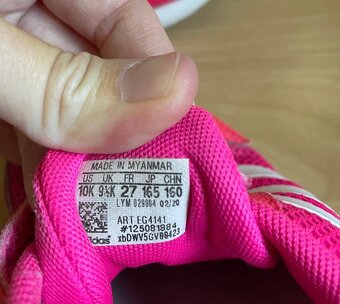 MADE IN MYANMAR
US UK FR JP CHN
10K 9½K 27 165 160
LYM 029004 02/20
ART EG4141
#125081884
adidas xbDWV5GV99423